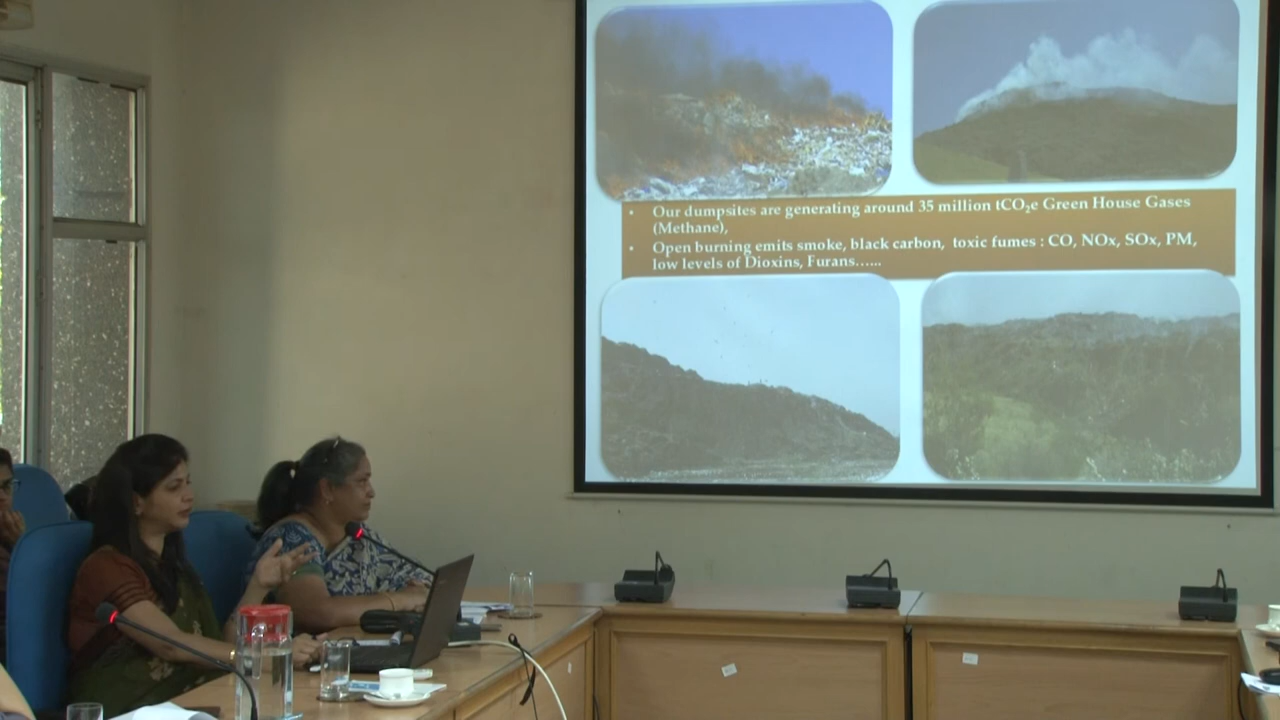 • Our dumpsites are generating around 35 million tCO₂e Green House Gases
(Methane),
• Open burning emits smoke, black carbon, toxic fumes : CO, NOx, SOx, PM,
low levels of Dioxins, Furans…...